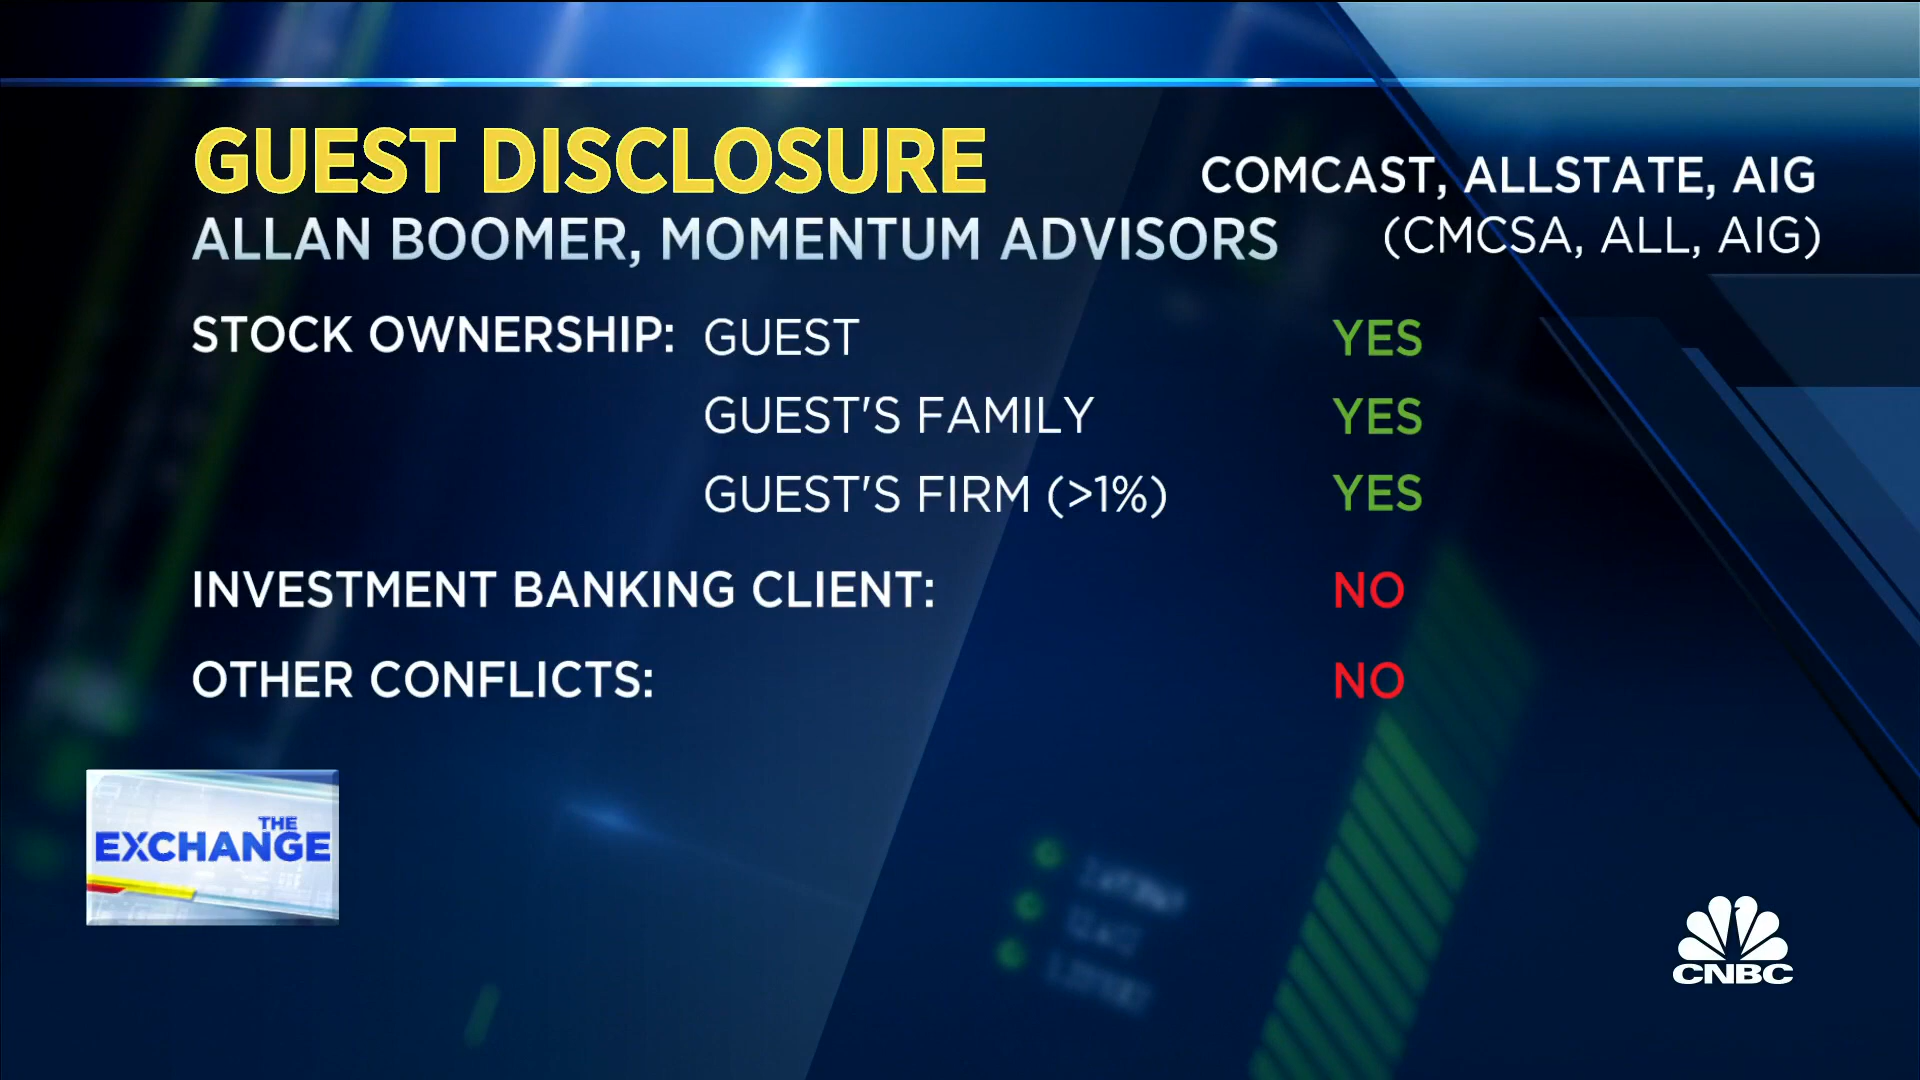 GUEST DISCLOSURE
COMCAST, ALLSTATE, AIG
ALLAN BOOMER, MOMENTUM ADVISORS
(CMCSA, ALL, AIG)
STOCK OWNERSHIP: GUEST YES
GUEST'S FAMILY YES
GUEST'S FIRM (>1%) YES
INVESTMENT BANKING CLIENT: NO
OTHER CONFLICTS: NO
THE
EXCHANGE
CNBC